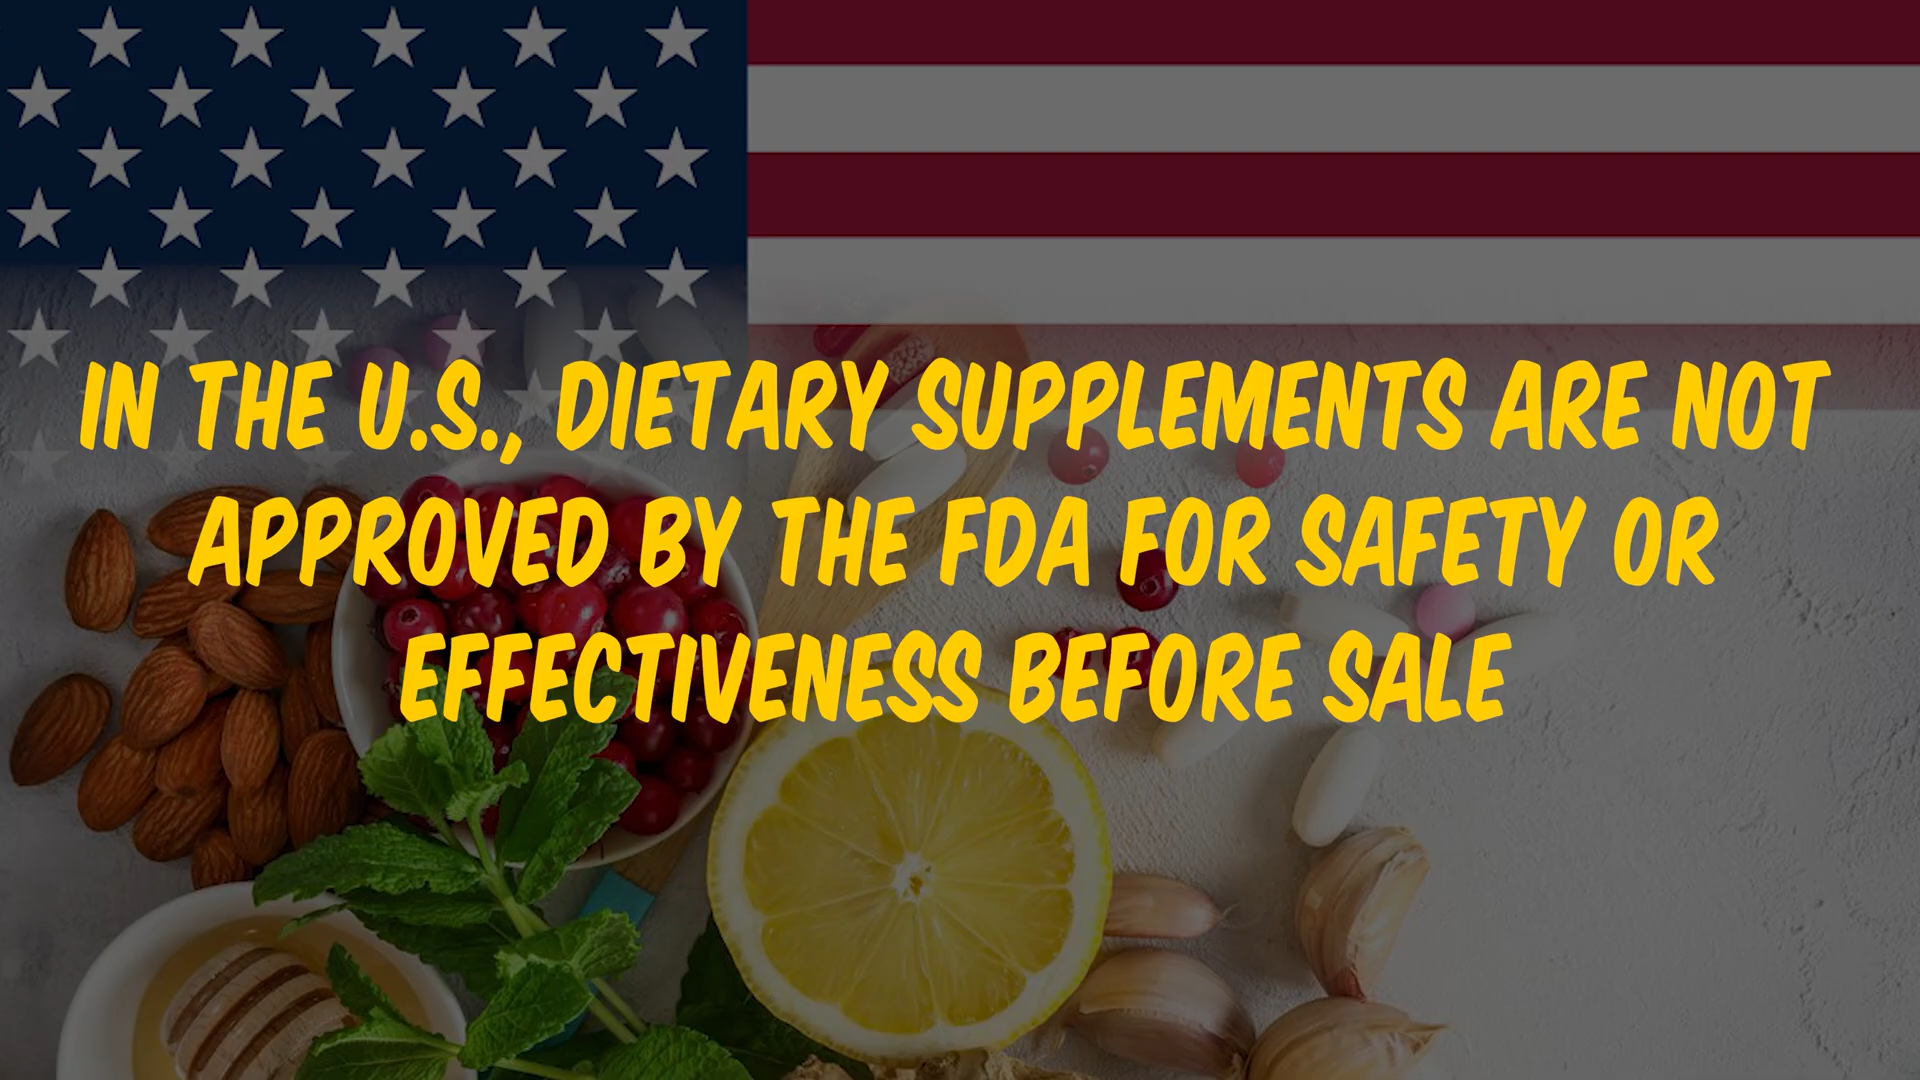 IN THE U.S., DIETARY SUPPLEMENTS ARE NOT
APPROVED BY THE FDA FOR SAFETY OR
EFFECTIVENESS BEFORE SALE